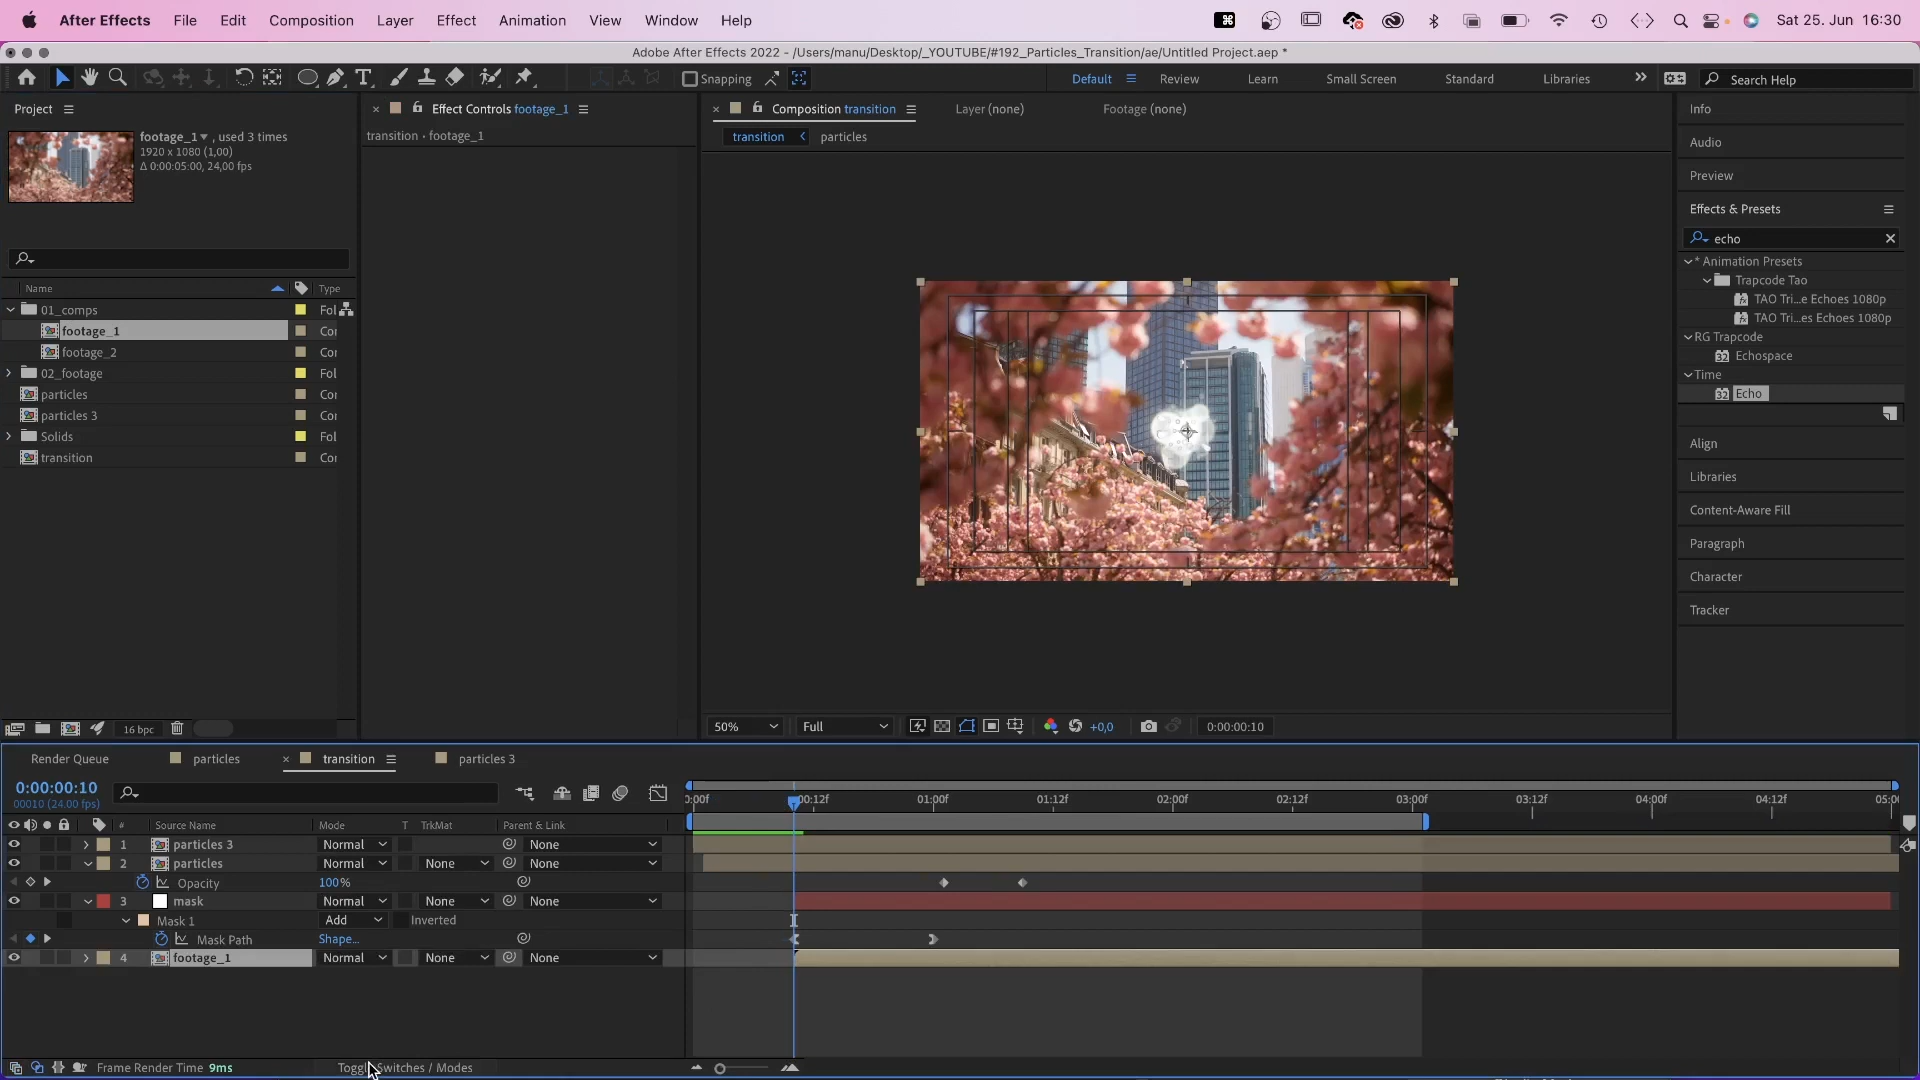 After Effects File Edit Composition Layer Effect Animation View Window Help Sat 25. Jun 16:30
Adobe After Effects 2022 - /Users/manu/Desktop/_YOUTUBE/#192_Particles_Transition/ae/Untitled Project.aep *
Snapping Default Review Learn Small Screen Standard Libraries Search Help
Project
footage_1 , used 3 times
1920 x 1080 (1,00)
Δ 0:00:05:00, 24,00 fps
Name Type
01_comps Fol
footage_1 Cor
footage_2 Cor
02_footage Fol
particles Cor
particles 3 Cor
Solids Fol
transition Cor
16 bpc
Effect Controls footage_1
transition • footage_1
Composition transition Layer (none) Footage (none)
transition particles
50% Full +0,0 0:00:00:10
Info
Audio
Preview
Effects & Presets
echo
* Animation Presets
Trapcode Tao
TAO Tri...e Echoes 1080p
TAO Tri...es Echoes 1080p
RG Trapcode
Echospace
Time
Echo
Align
Libraries
Content-Aware Fill
Paragraph
Character
Tracker
Render Queue particles transition particles 3
0:00:00:10
00010 (24.00 fps)
# Source Name Mode T TrkMat Parent & Link
1 particles 3 Normal None
2 particles Normal None None
Opacity 100%
3 mask Normal None None
Mask 1 Add Inverted
Mask Path Shape...
4 footage_1 Normal None None
Frame Render Time 9ms Toggle Switches / Modes
:00f 00:12f 01:00f 01:12f 02:00f 02:12f 03:00f 03:12f 04:00f 04:12f 05:0